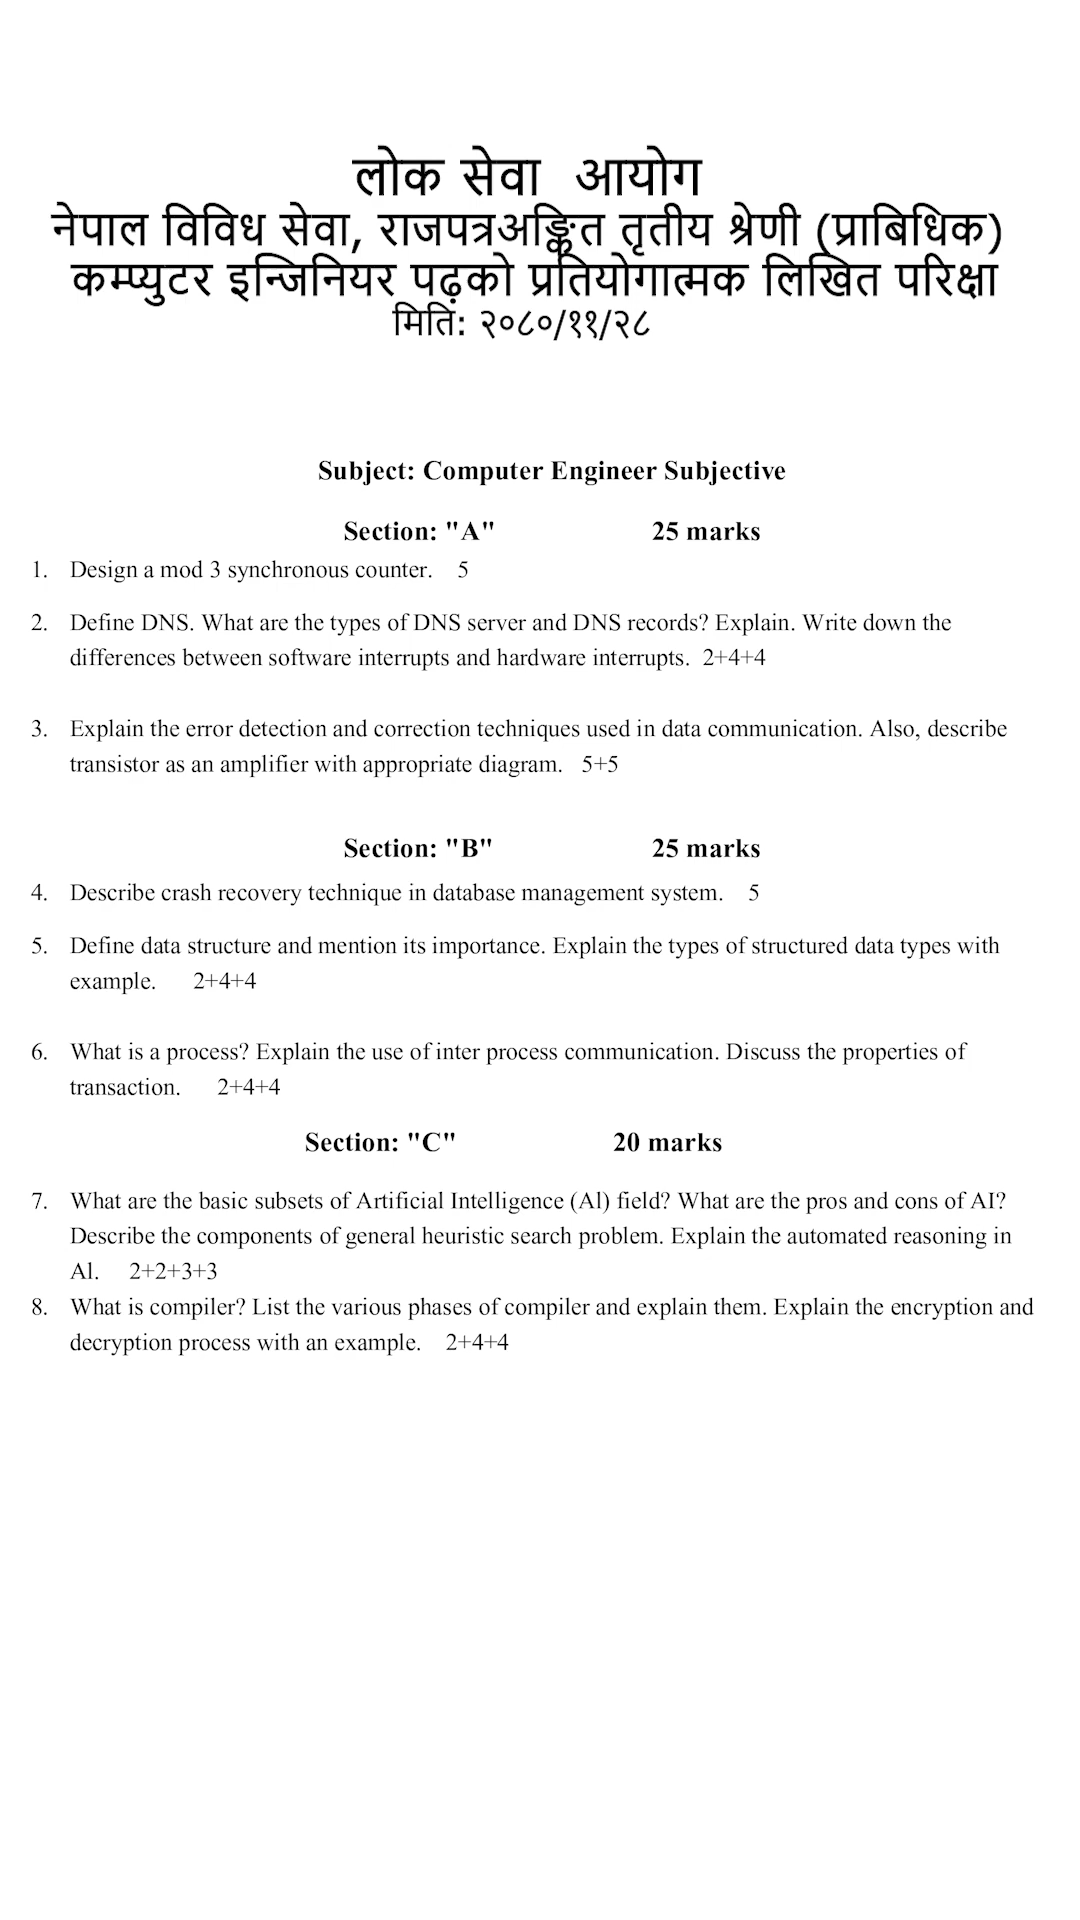 लोक सेवा आयोग
नेपाल विविध सेवा, राजपत्रअङ्कित तृतीय श्रेणी (प्राबिधिक)
कम्प्युटर इन्जिनियर पढ़को प्रतियोगात्मक लिखित परिक्षा
मिति: २०८०/११/२८
Subject: Computer Engineer Subjective
Section: "A" 25 marks
1. Design a mod 3 synchronous counter. 5
2. Define DNS. What are the types of DNS server and DNS records? Explain. Write down the
differences between software interrupts and hardware interrupts. 2+4+4
3. Explain the error detection and correction techniques used in data communication. Also, describe
transistor as an amplifier with appropriate diagram. 5+5
Section: "B" 25 marks
4. Describe crash recovery technique in database management system. 5
5. Define data structure and mention its importance. Explain the types of structured data types with
example. 2+4+4
6. What is a process? Explain the use of inter process communication. Discuss the properties of
transaction. 2+4+4
Section: "C" 20 marks
7. What are the basic subsets of Artificial Intelligence (Al) field? What are the pros and cons of AI?
Describe the components of general heuristic search problem. Explain the automated reasoning in
Al. 2+2+3+3
8. What is compiler? List the various phases of compiler and explain them. Explain the encryption and
decryption process with an example. 2+4+4